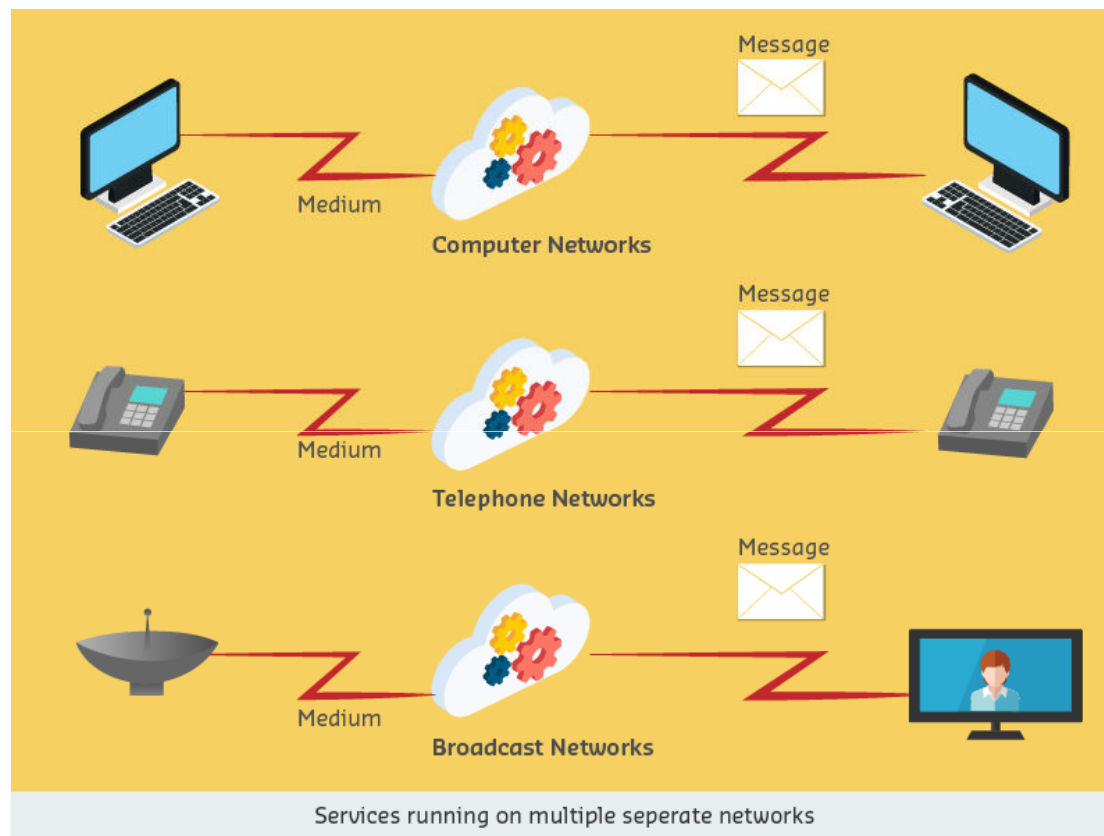 Message
Medium
Computer Networks
Message
Medium
Telephone Networks
Message
Medium
Broadcast Networks
Services running on multiple seperate networks